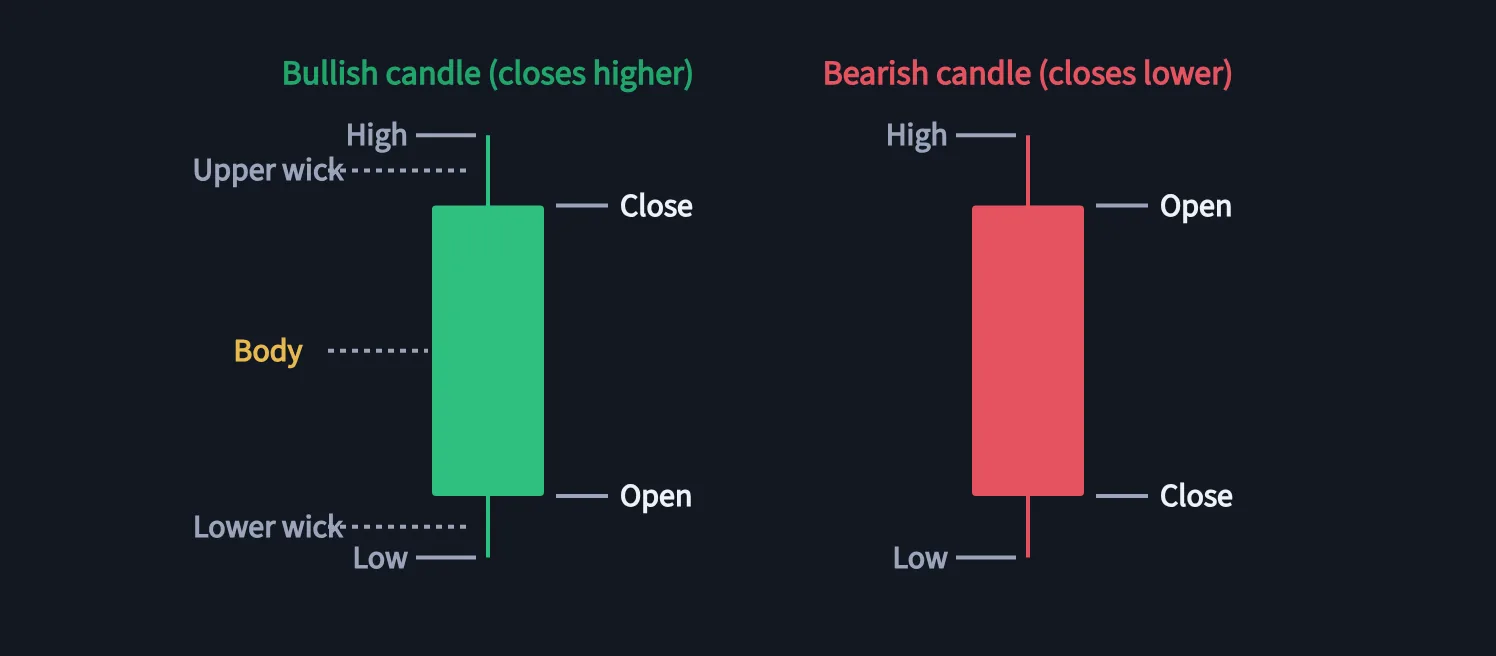 Bullish candle (closes higher)
High
Upper wick
Close
Body
Open
Lower wick
Low
Bearish candle (closes lower)
High
Open
Close
Low